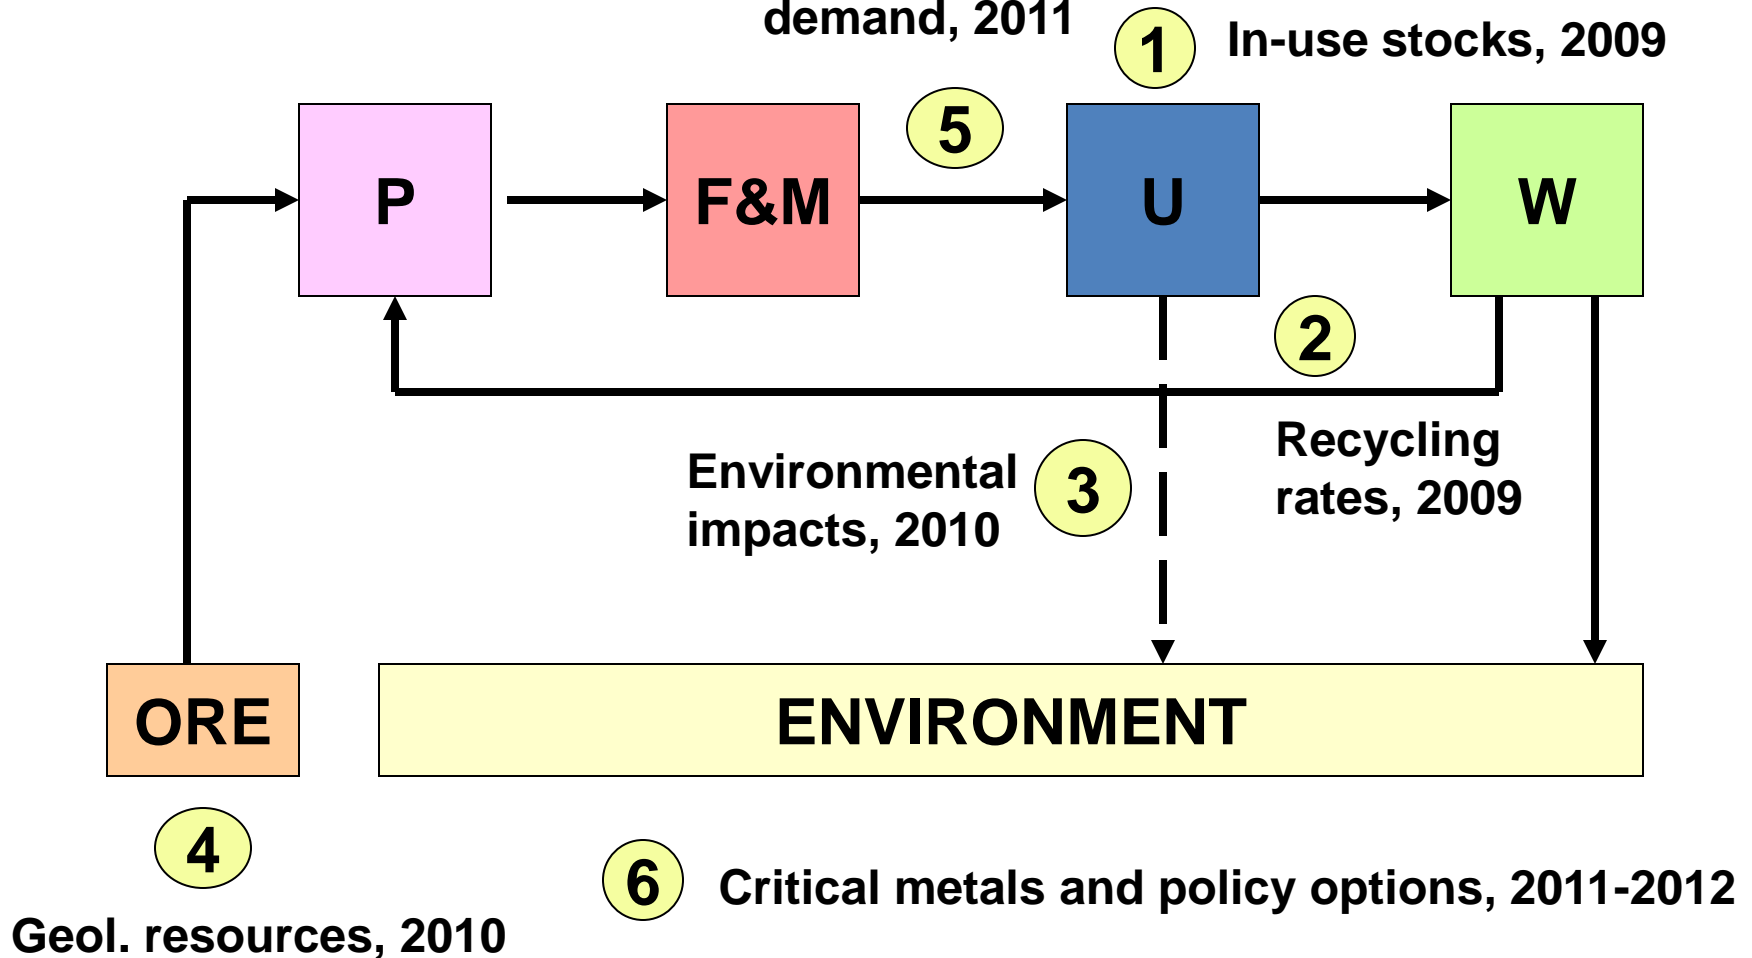 demand, 2011
1
In-use stocks, 2009
5
P
F&M
U
W
2
Recycling
rates, 2009
Environmental
impacts, 2010
3
ORE
ENVIRONMENT
4
Geol. resources, 2010
6
Critical metals and policy options, 2011-2012